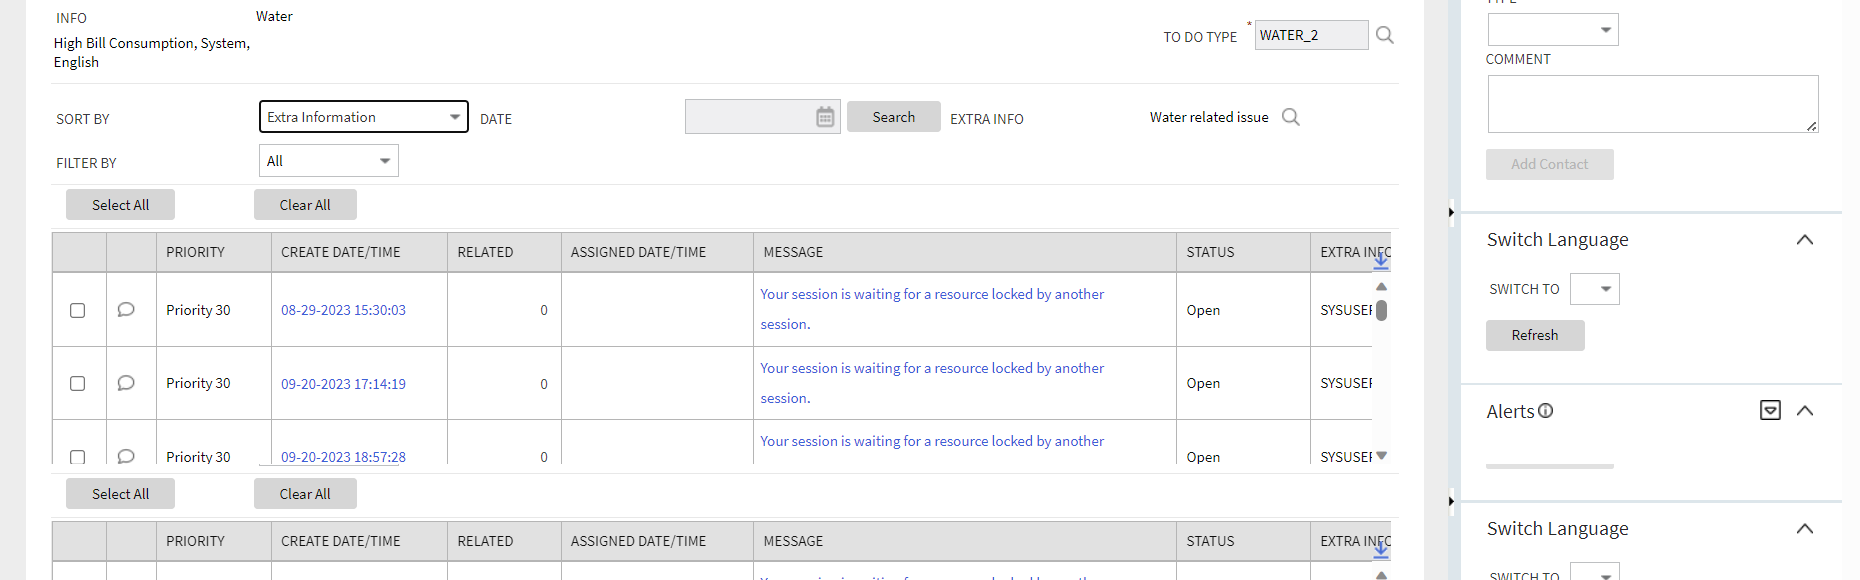 INFO
Water
High Bill Consumption, System,
English
TO DO TYPE
*
WATER_2
SORT BY
Extra Information
DATE
Search
EXTRA INFO
Water related issue
FILTER BY
All
Select All
Clear All
PRIORITY
CREATE DATE/TIME
RELATED
ASSIGNED DATE/TIME
MESSAGE
STATUS
EXTRA INFO
Priority 30
08-29-2023 15:30:03
0
Your session is waiting for a resource locked by another
session.
Open
SYSUSER
Priority 30
09-20-2023 17:14:19
0
Your session is waiting for a resource locked by another
session.
Open
SYSUSER
Priority 30
09-20-2023 18:57:28
0
Your session is waiting for a resource locked by another
Open
SYSUSER
Select All
Clear All
PRIORITY
CREATE DATE/TIME
RELATED
ASSIGNED DATE/TIME
MESSAGE
STATUS
EXTRA INFO
COMMENT
Add Contact
Switch Language
SWITCH TO
Refresh
Alerts
Switch Language
SWITCH TO